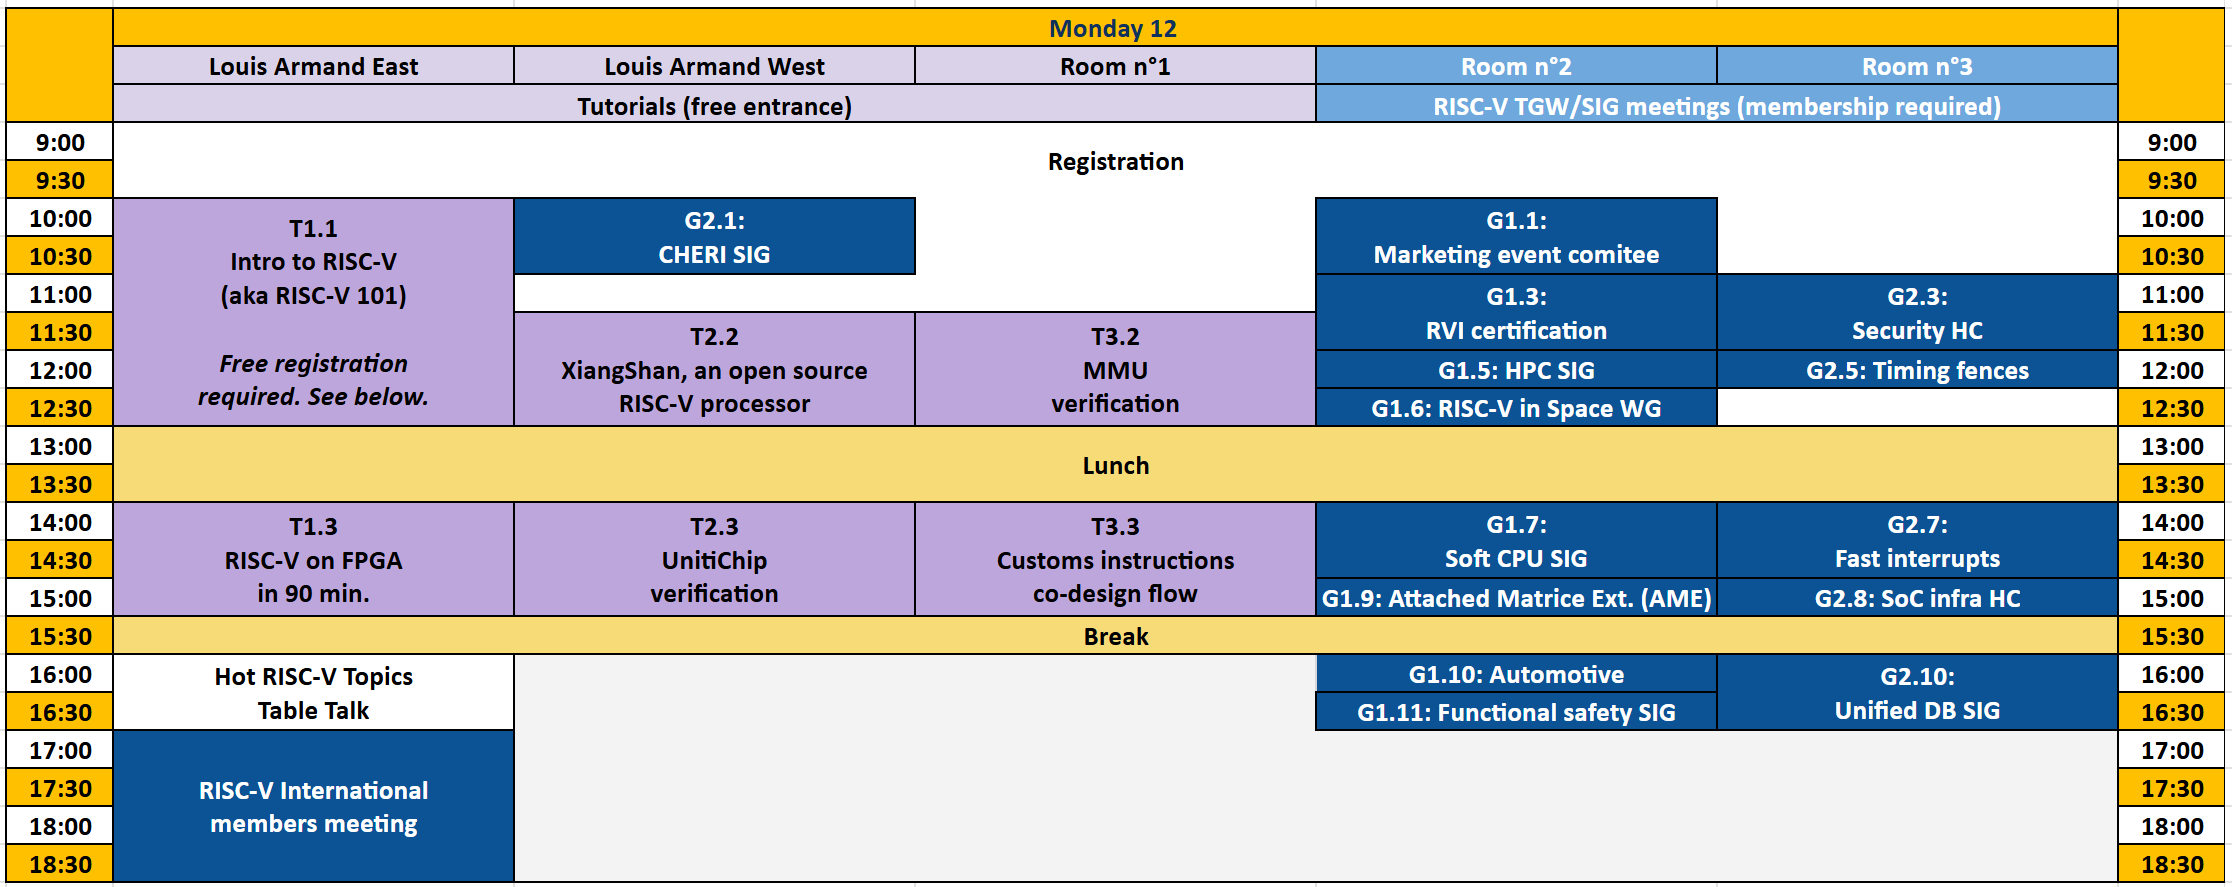 Monday 12
Louis Armand East
Louis Armand West
Room n°1
Room n°2
Room n°3
Tutorials (free entrance)
RISC-V TGW/SIG meetings (membership required)
9:00
Registration
9:00
9:30
9:30
10:00
T1.1
Intro to RISC-V
(aka RISC-V 101)
Free registration
required. See below.
G2.1:
CHERI SIG
G1.1:
Marketing event comitee
10:00
10:30
10:30
11:00
G1.3:
RVI certification
G2.3:
Security HC
11:00
11:30
T2.2
XiangShan, an open source
RISC-V processor
T3.2
MMU
verification
11:30
12:00
G1.5: HPC SIG
G2.5: Timing fences
12:00
12:30
G1.6: RISC-V in Space WG
12:30
13:00
Lunch
13:00
13:30
13:30
14:00
T1.3
RISC-V on FPGA
in 90 min.
T2.3
UnitiChip
verification
T3.3
Customs instructions
co-design flow
G1.7:
Soft CPU SIG
G2.7:
Fast interrupts
14:00
14:30
14:30
15:00
G1.9: Attached Matrice Ext. (AME)
G2.8: SoC infra HC
15:00
15:30
Break
15:30
16:00
Hot RISC-V Topics
Table Talk
G1.10: Automotive
G2.10:
Unified DB SIG
16:00
16:30
G1.11: Functional safety SIG
16:30
17:00
RISC-V International
members meeting
17:00
17:30
17:30
18:00
18:00
18:30
18:30